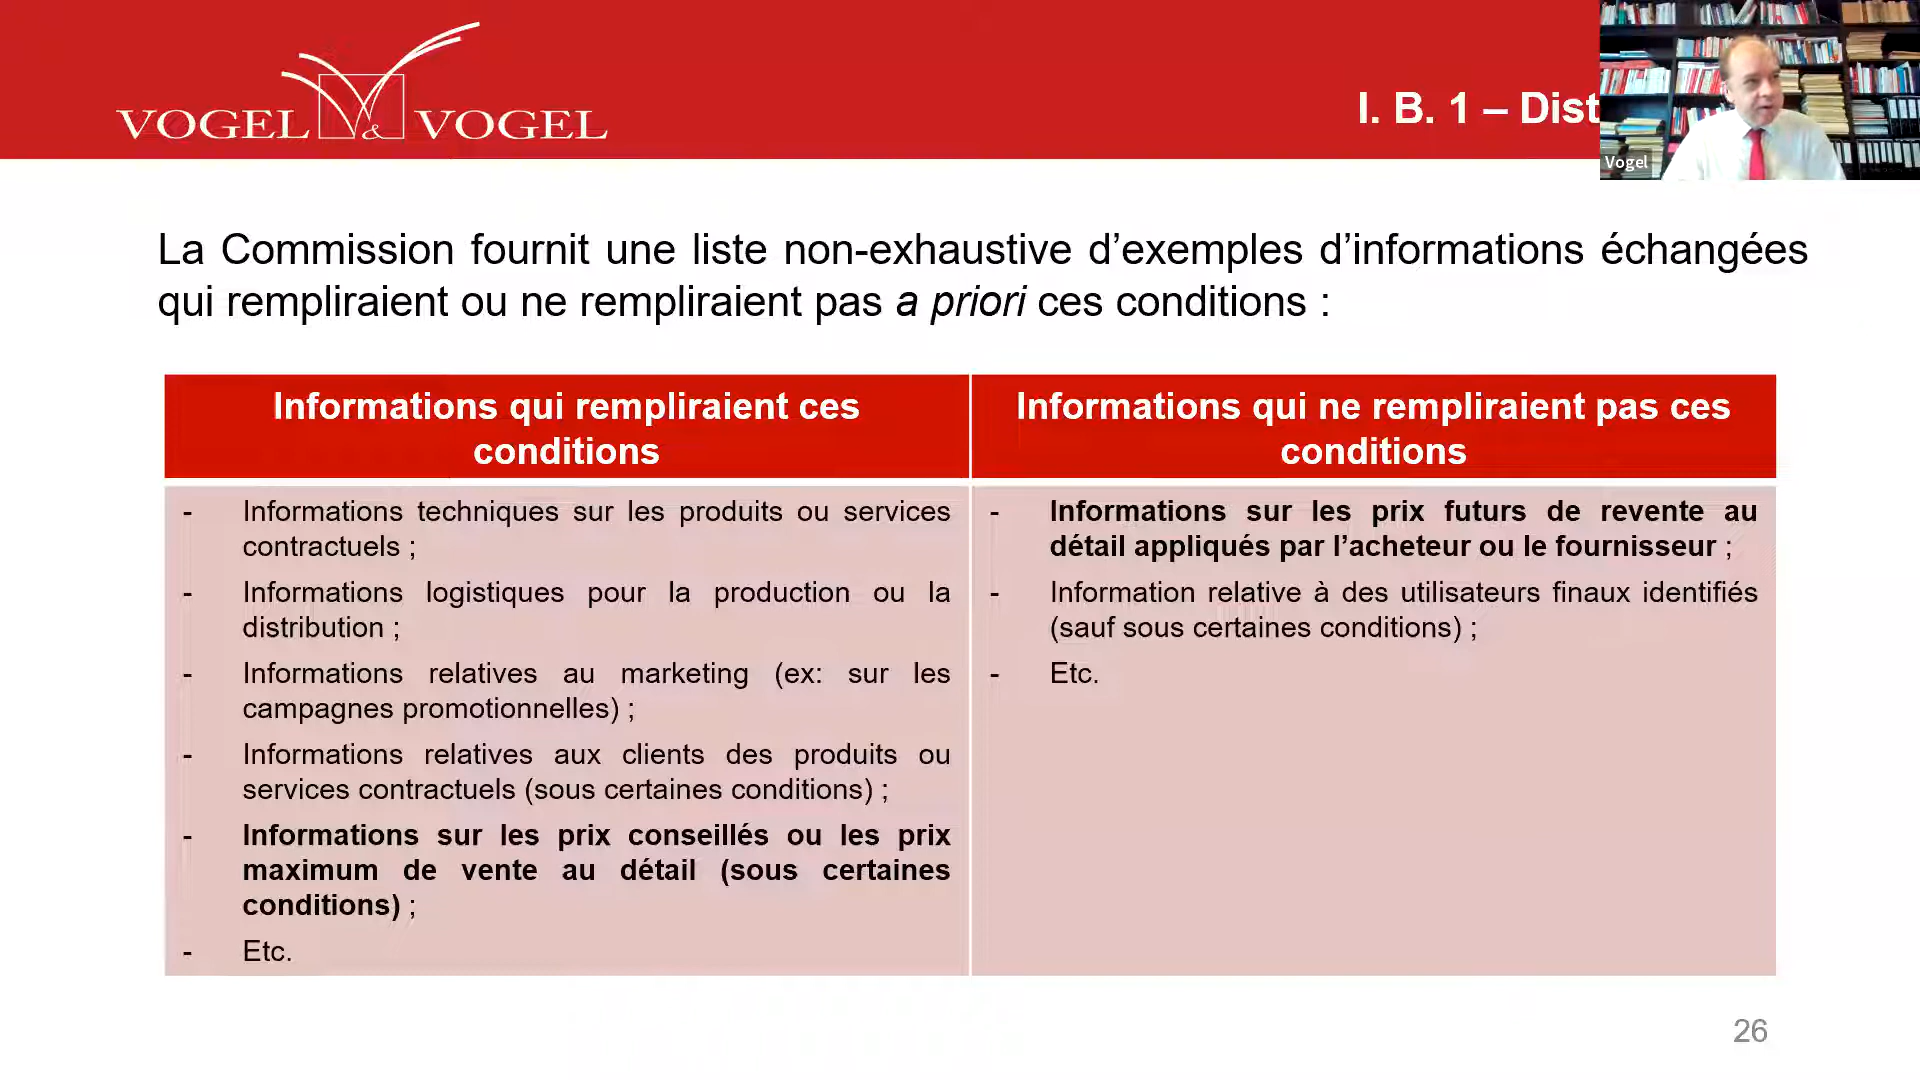 VOGEL & VOGEL
I. B. 1 – Dist
Vogel
La Commission fournit une liste non-exhaustive d’exemples d’informations échangées
qui rempliraient ou ne rempliraient pas a priori ces conditions :
Informations qui rempliraient ces
conditions
- Informations techniques sur les produits ou services
contractuels ;
- Informations logistiques pour la production ou la
distribution ;
- Informations relatives au marketing (ex: sur les
campagnes promotionnelles) ;
- Informations relatives aux clients des produits ou
services contractuels (sous certaines conditions) ;
- Informations sur les prix conseillés ou les prix
maximum de vente au détail (sous certaines
conditions) ;
- Etc.
Informations qui ne rempliraient pas ces
conditions
- Informations sur les prix futurs de revente au
détail appliqués par l’acheteur ou le fournisseur ;
- Information relative à des utilisateurs finaux identifiés
(sauf sous certaines conditions) ;
- Etc.
26